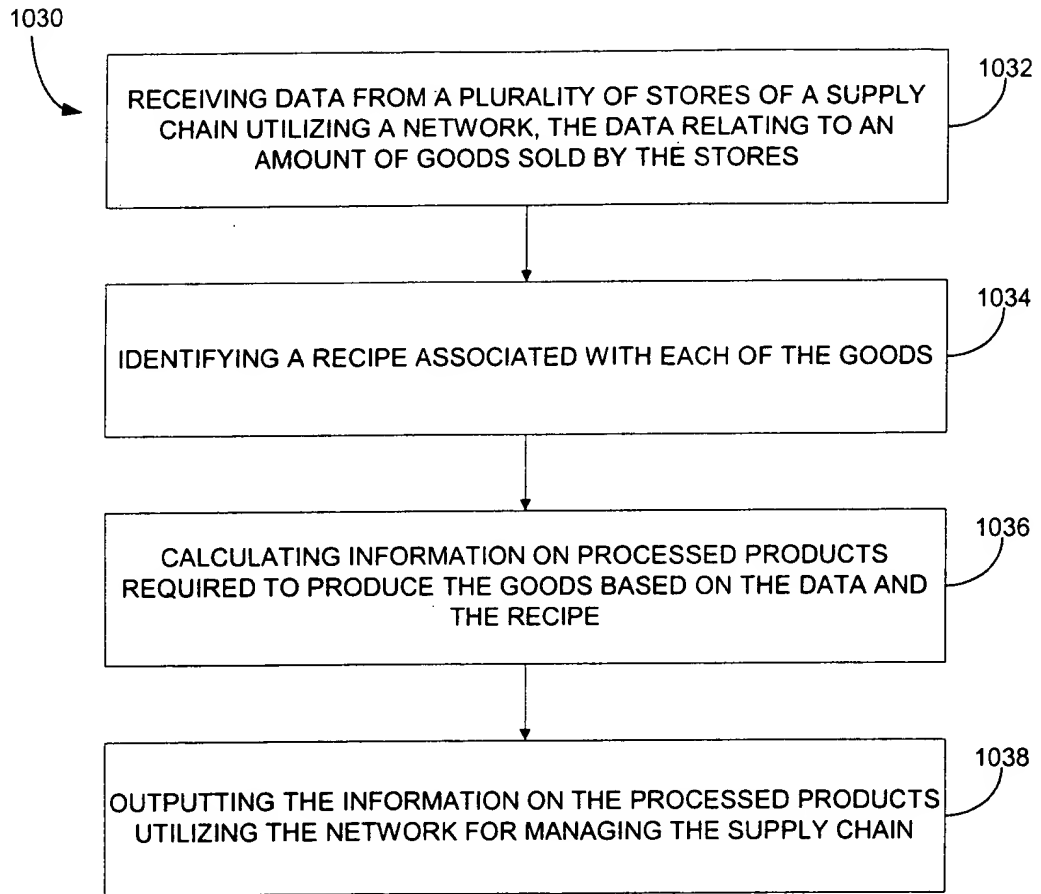 1030
1032
RECEIVING DATA FROM A PLURALITY OF STORES OF A SUPPLY
CHAIN UTILIZING A NETWORK, THE DATA RELATING TO AN
AMOUNT OF GOODS SOLD BY THE STORES
1034
IDENTIFYING A RECIPE ASSOCIATED WITH EACH OF THE GOODS
1036
CALCULATING INFORMATION ON PROCESSED PRODUCTS
REQUIRED TO PRODUCE THE GOODS BASED ON THE DATA AND
THE RECIPE
1038
OUTPUTTING THE INFORMATION ON THE PROCESSED PRODUCTS
UTILIZING THE NETWORK FOR MANAGING THE SUPPLY CHAIN